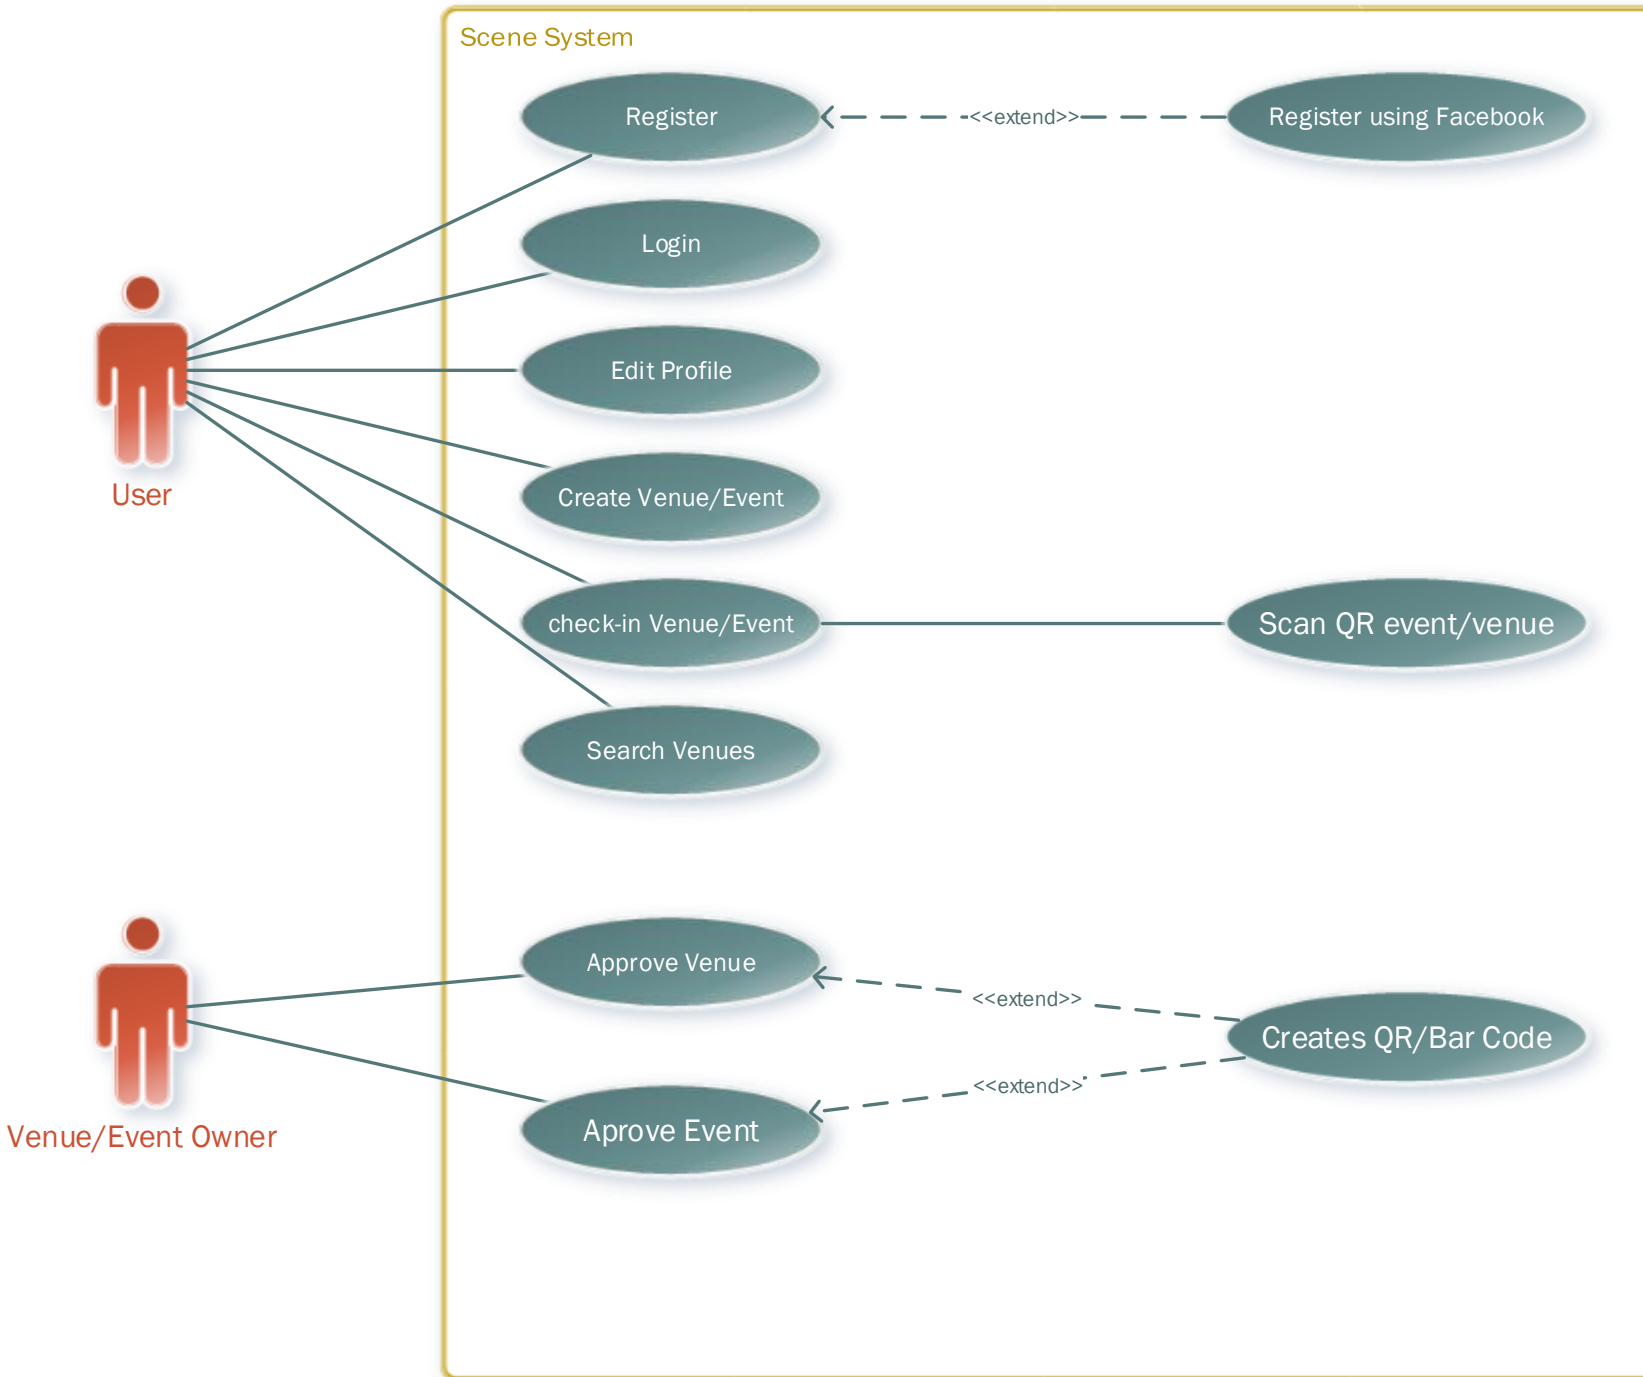 Scene System
Register
<<extend>>
Register using Facebook
Login
Edit Profile
Create Venue/Event
User
check-in Venue/Event
Scan QR event/venue
Search Venues
Approve Venue
<<extend>>
Creates QR/Bar Code
<<extend>>
Aprove Event
Venue/Event Owner